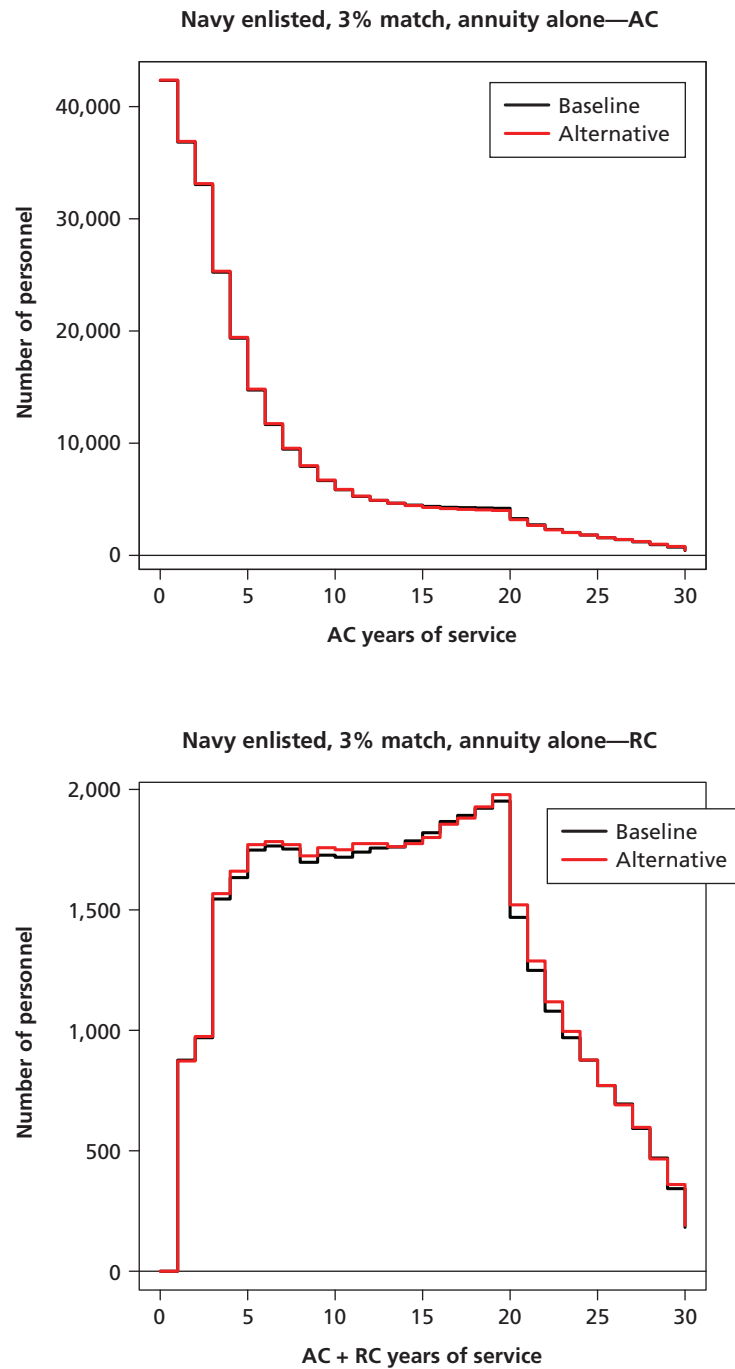 Navy enlisted, 3% match, annuity alone—AC
Baseline
Alternative
40,000
30,000
20,000
10,000
0
Number of personnel
0 5 10 15 20 25 30
AC years of service
Navy enlisted, 3% match, annuity alone—RC
Baseline
Alternative
2,000
1,500
1,000
500
0
Number of personnel
0 5 10 15 20 25 30
AC + RC years of service